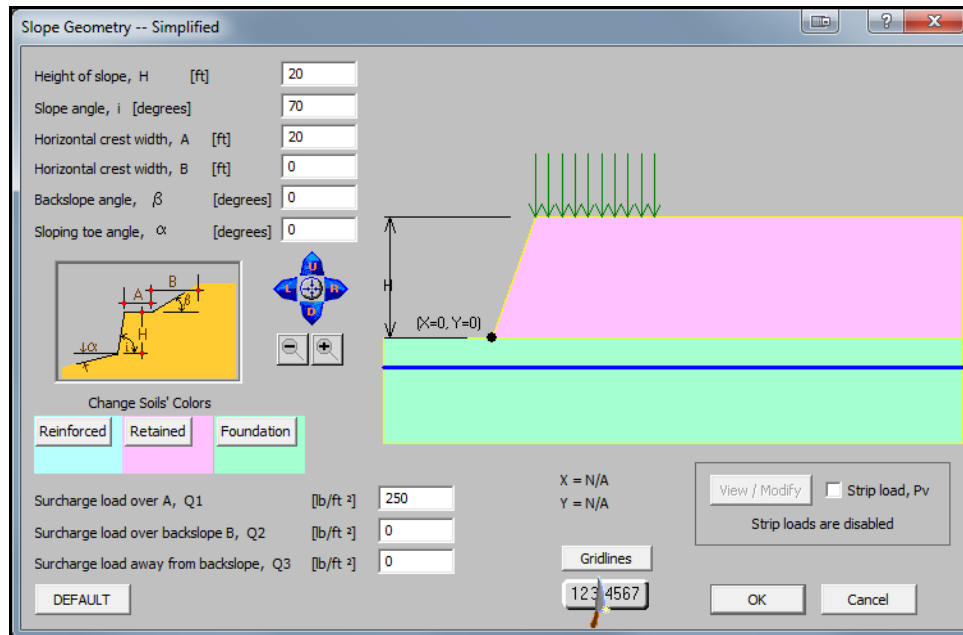 Slope Geometry -- Simplified
?
X
Height of slope, H [ft] 20
Slope angle, i [degrees] 70
Horizontal crest width, A [ft] 20
Horizontal crest width, B [ft] 0
Backslope angle, β [degrees] 0
Sloping toe angle, α [degrees] 0
B
A
β
H
α
i
U
L
R
D
H
(X=0, Y=0)
Change Soils' Colors
Reinforced
Retained
Foundation
Surcharge load over A, Q1 [lb/ft ²] 250
Surcharge load over backslope B, Q2 [lb/ft ²] 0
Surcharge load away from backslope, Q3 [lb/ft ²] 0
DEFAULT
X = N/A
Y = N/A
Gridlines
1234567
View / Modify
Strip load, Pv
Strip loads are disabled
OK
Cancel